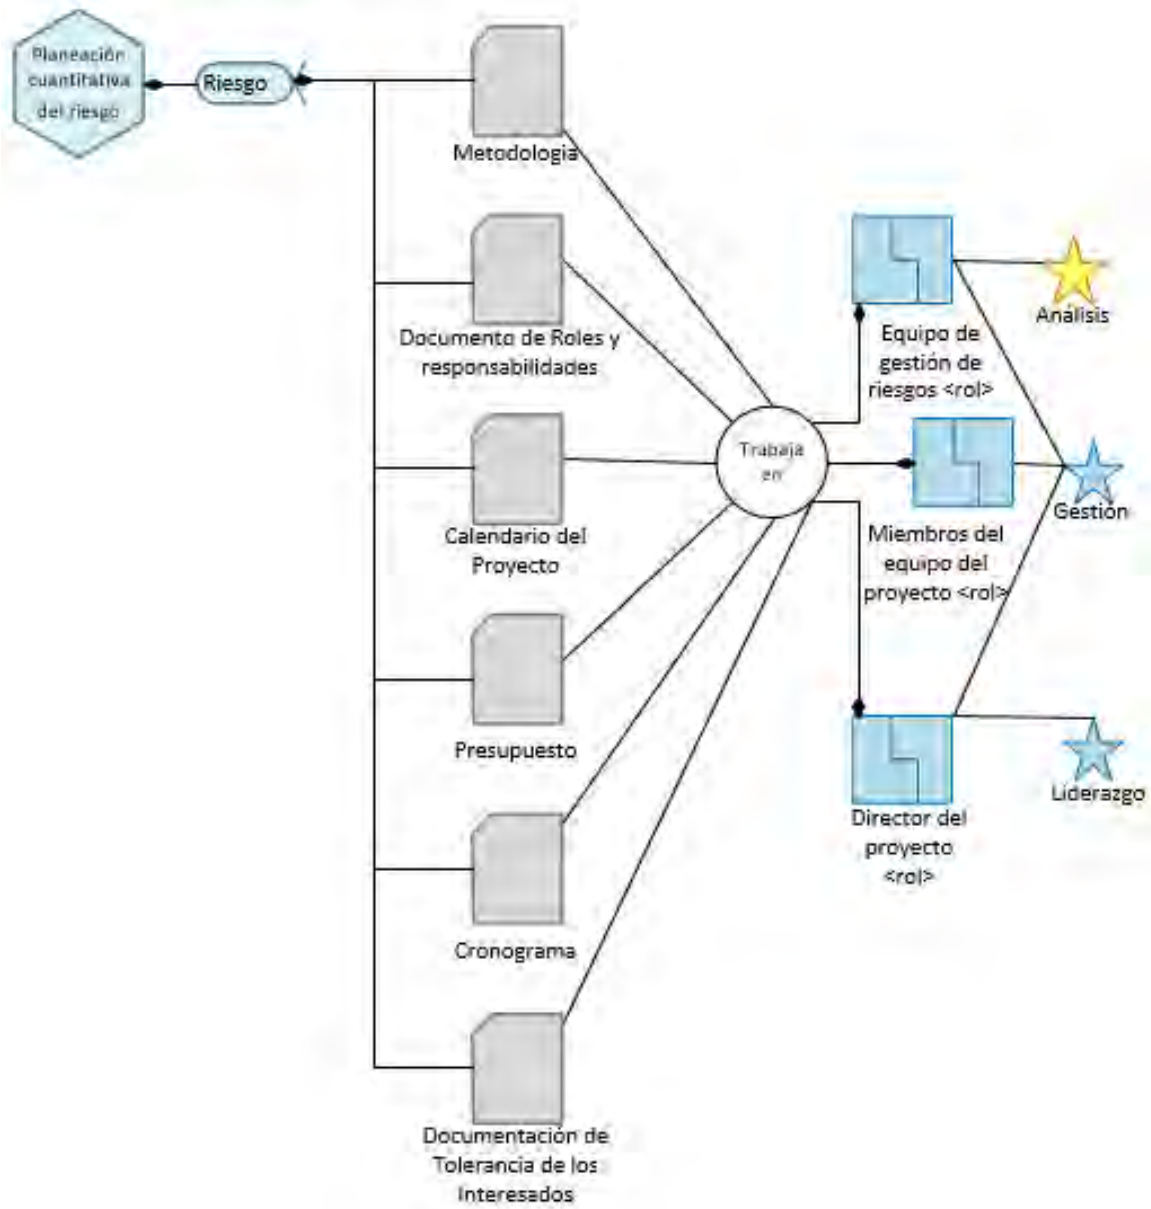 Planeación
cuantitativa
del riesgo
Riesgo
Metodologia
Documento de Roles y
responsabilidades
Calendario del
Proyecto
Presupuesto
Cronograma
Documentación de
Tolerancia de los
Interesados
Trabaja
en
Equipo de
gestión de
riesgos <rol>
Miembros del
equipo del
proyecto <rol>
Director del
proyecto
<rol>
Análisis
Gestión
Liderazgo